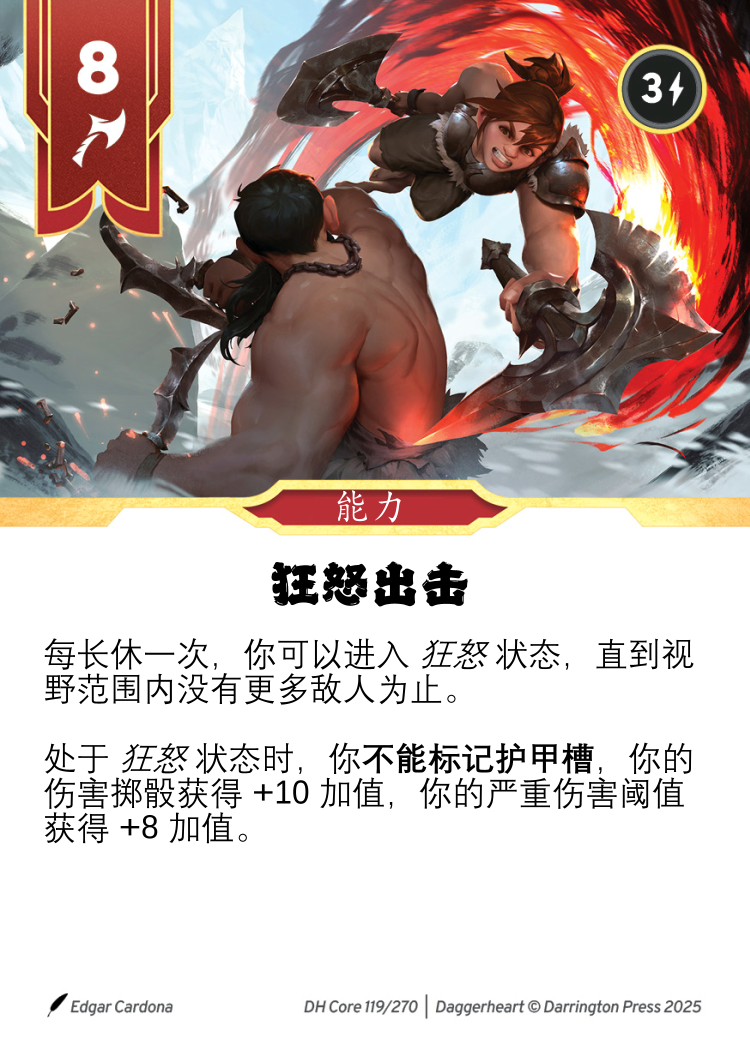 8
3
能力
狂怒出击
每长休一次，你可以进入 狂怒 状态，直到视
野范围内没有更多敌人为止。
处于 狂怒 状态时，你不能标记护甲槽，你的
伤害掷骰获得 +10 加值，你的严重伤害阈值
获得 +8 加值。
Edgar Cardona
DH Core 119/270 | Daggerheart © Darrington Press 2025